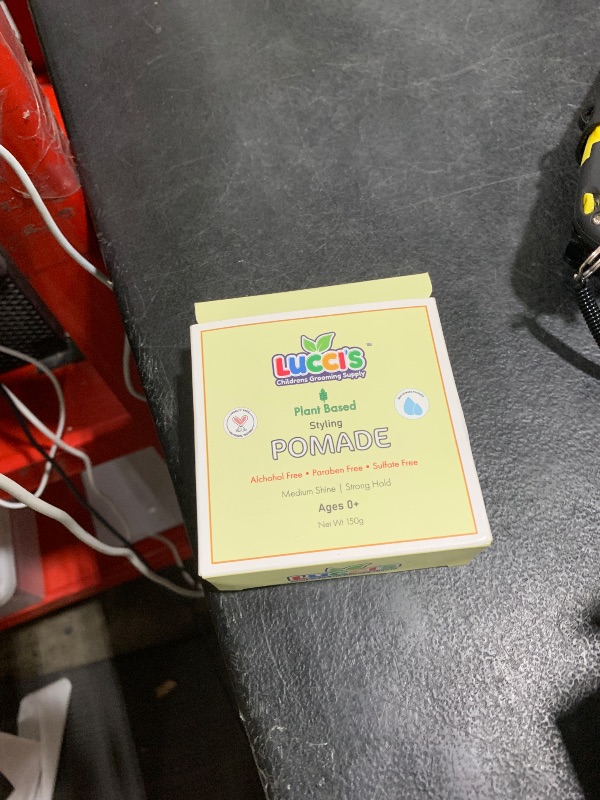 LUCCI'S
™
Childrens Grooming Supply
Plant Based
Styling
POMADE
Alchohol Free • Paraben Free • Sulfate Free
Medium Shine | Strong Hold
Ages 0+
Net Wt 150g